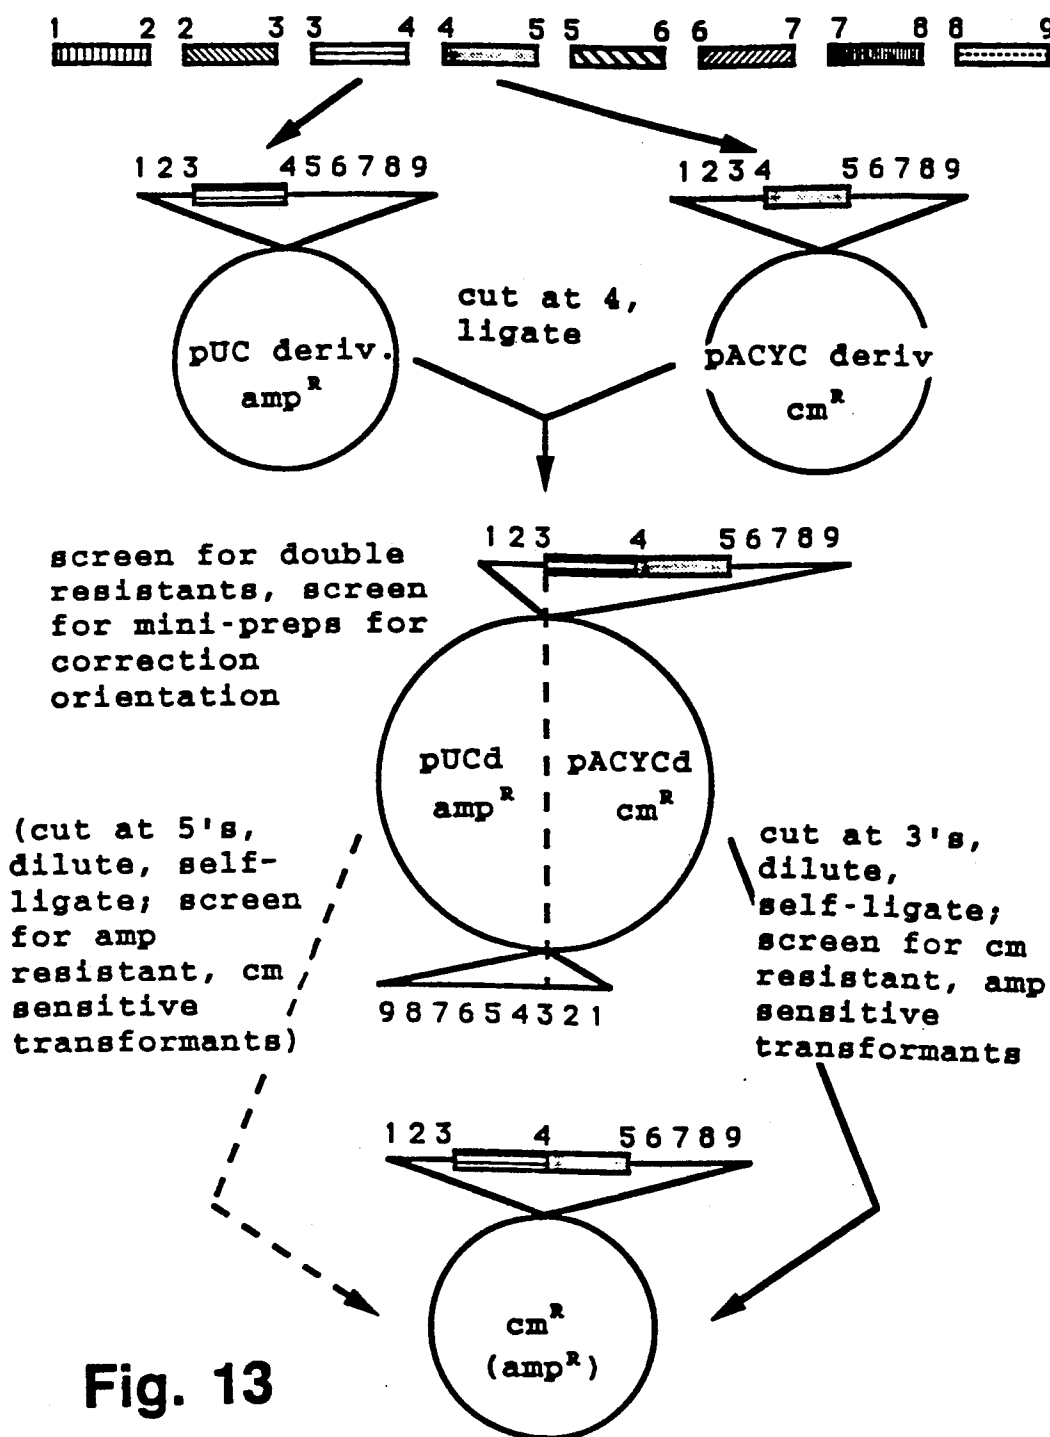 1 2 2 3 3 4 4 5 5 6 6 7 7 8 8 9
1 2 3 4 5 6 7 8 9
1 2 3 4 5 6 7 8 9
cut at 4,
ligate
pUC deriv.
amp^R
pACYC deriv
cm^R
1 2 3 4 5 6 7 8 9
screen for double
resistants, screen
for mini-preps for
correction
orientation
pUCd
amp^R
pACYCd
cm^R
(cut at 5's,
dilute, self-
ligate; screen
for amp
resistant, cm
sensitive
transformants)
cut at 3's,
dilute,
self-ligate;
screen for cm
resistant, amp
sensitive
transformants
9 8 7 6 5 4 3 2 1
1 2 3 4 5 6 7 8 9
cm^R
(amp^R)
Fig. 13